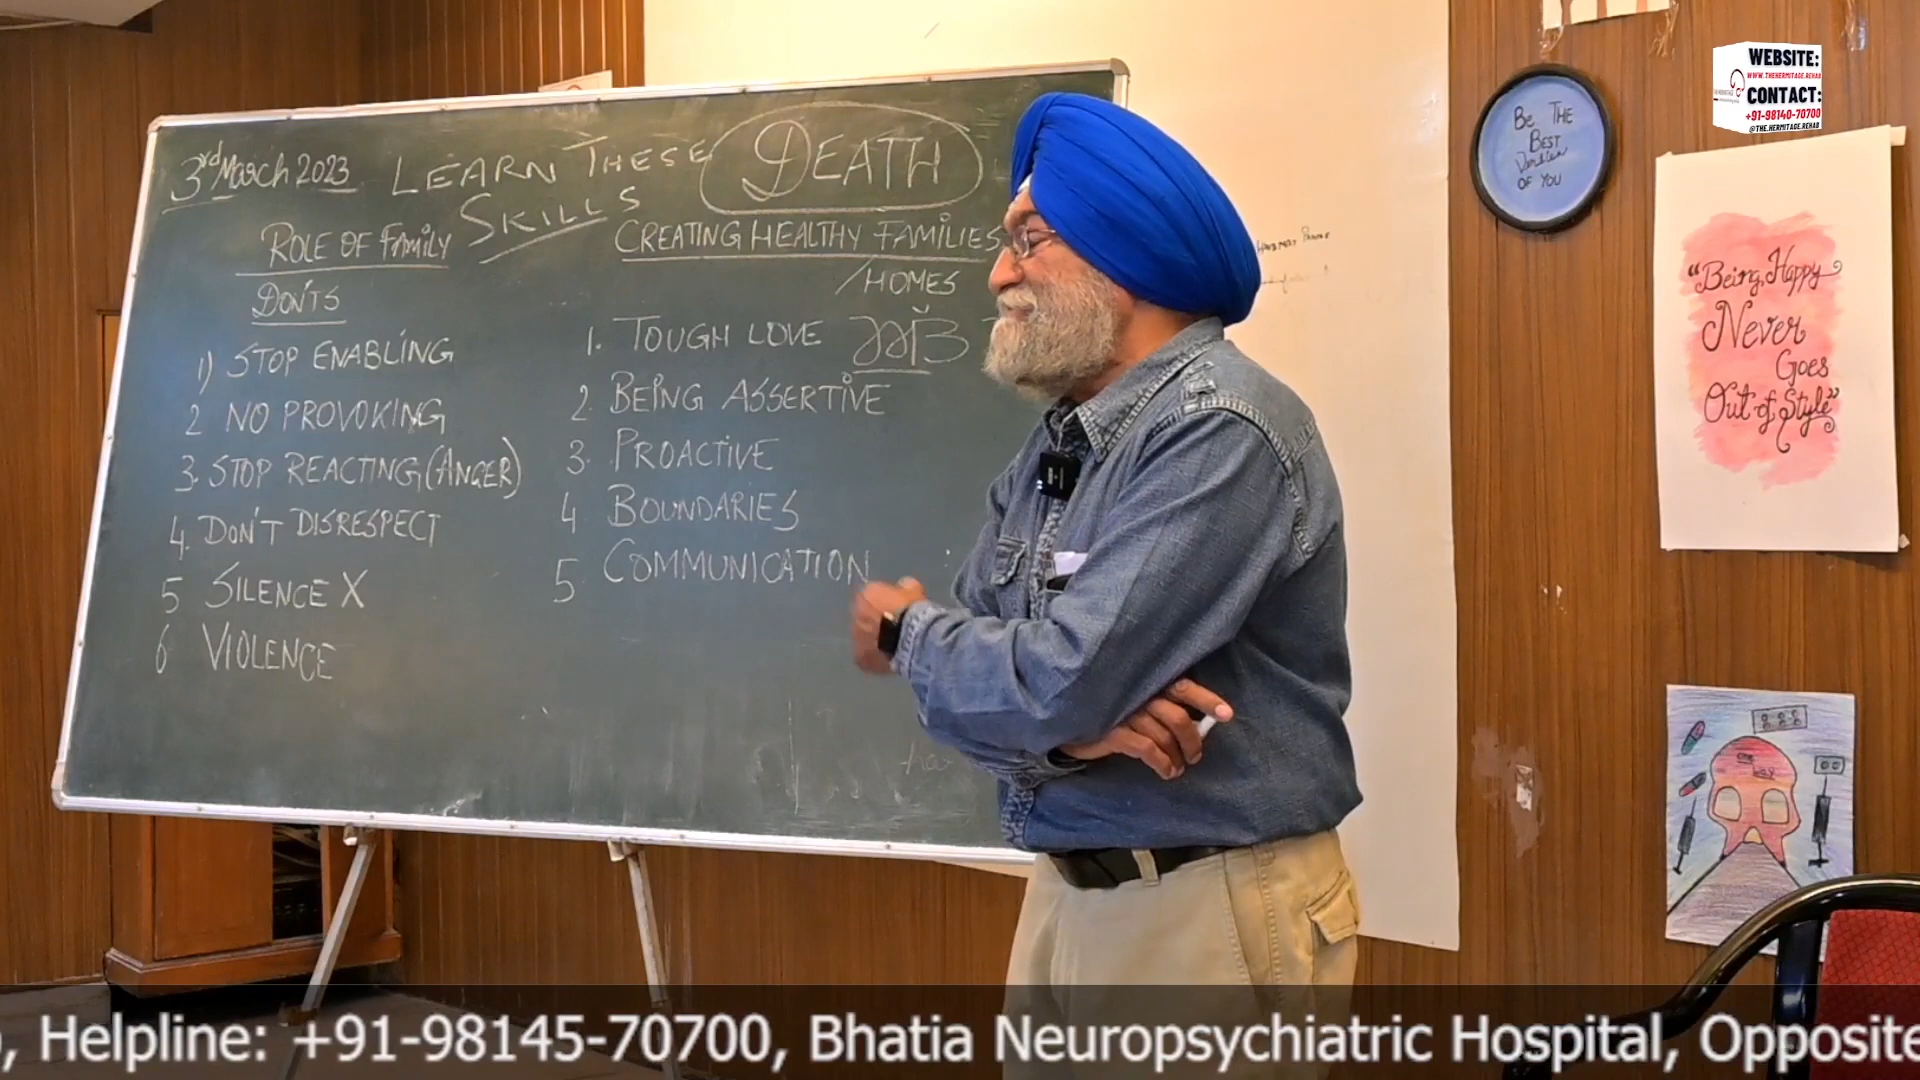 3rd March 2023
LEARN THESE
SKILLS
DEATH
ROLE OF FAMILY
DON'TS
1) STOP ENABLING
2 NO PROVOKING
3. STOP REACTING (ANGER)
4. DON'T DISRESPECT
5 SILENCE X
6 VIOLENCE
CREATING HEALTHY FAMILIES
/HOMES
1. TOUGH LOVE
2. BEING ASSERTIVE
3. PROACTIVE
4 BOUNDARIES
5 COMMUNICATION
Be THE
BEST
Version
OF YOU
WEBSITE:
WWW.THEHERMITAGE.REHAB
CONTACT:
+91-98140-70700
@THE.HERMITAGE.REHAB
"Being Happy
Never
Goes
Out of Style"
, Helpline: +91-98145-70700, Bhatia Neuropsychiatric Hospital, Opposite